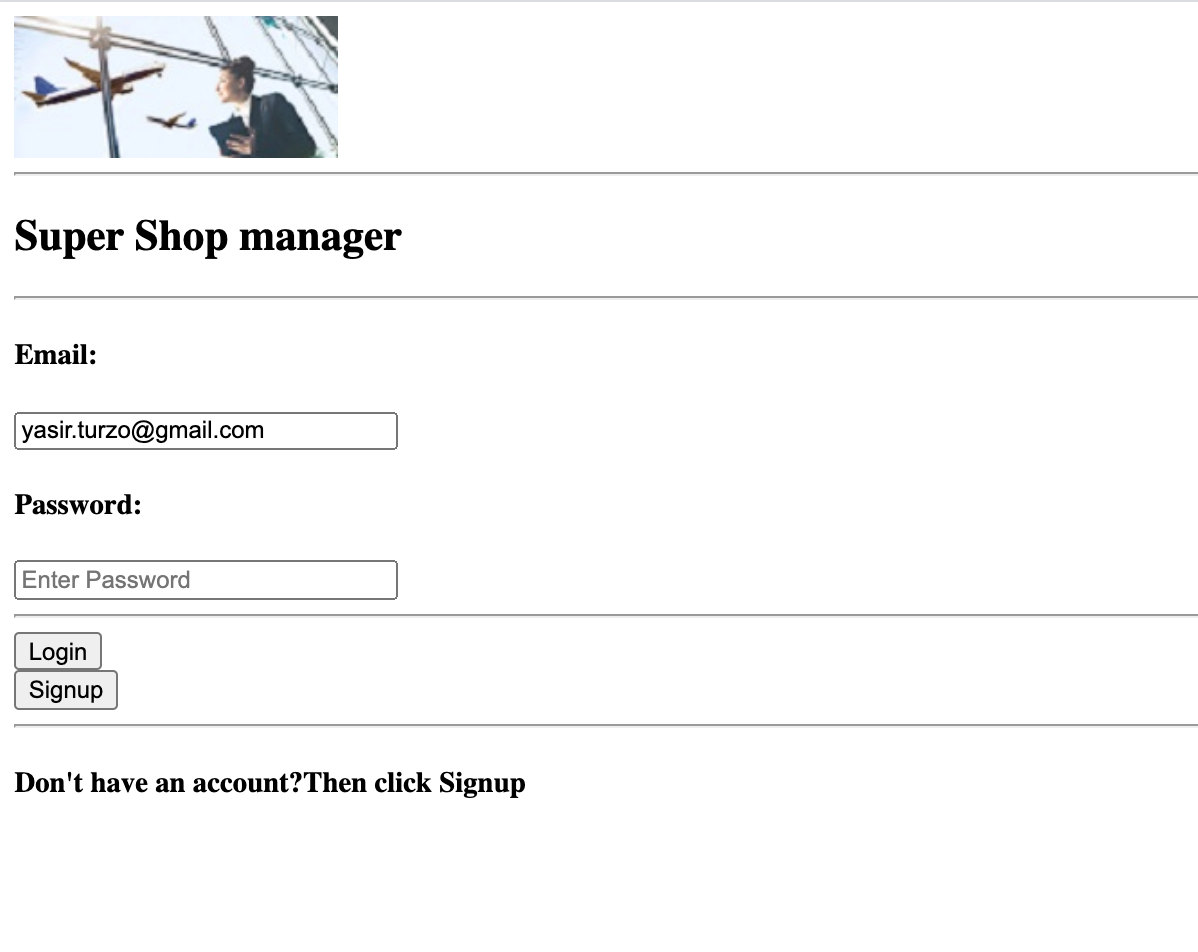 Super Shop manager
Email:
yasir.turzo@gmail.com
Password:
Enter Password
Login
Signup
Don't have an account?Then click Signup